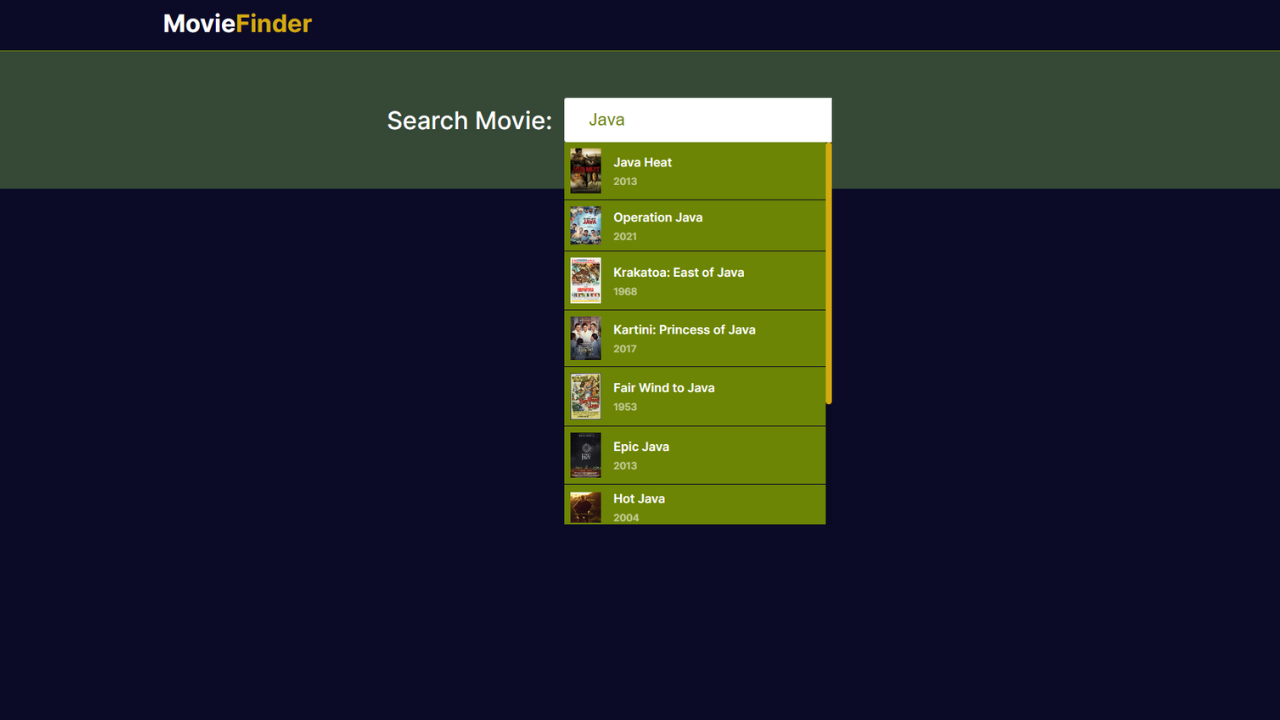 MovieFinder
Search Movie:
Java
Java Heat
2013
Operation Java
2021
Krakatoa: East of Java
1968
Kartini: Princess of Java
2017
Fair Wind to Java
1953
Epic Java
2013
Hot Java
2004